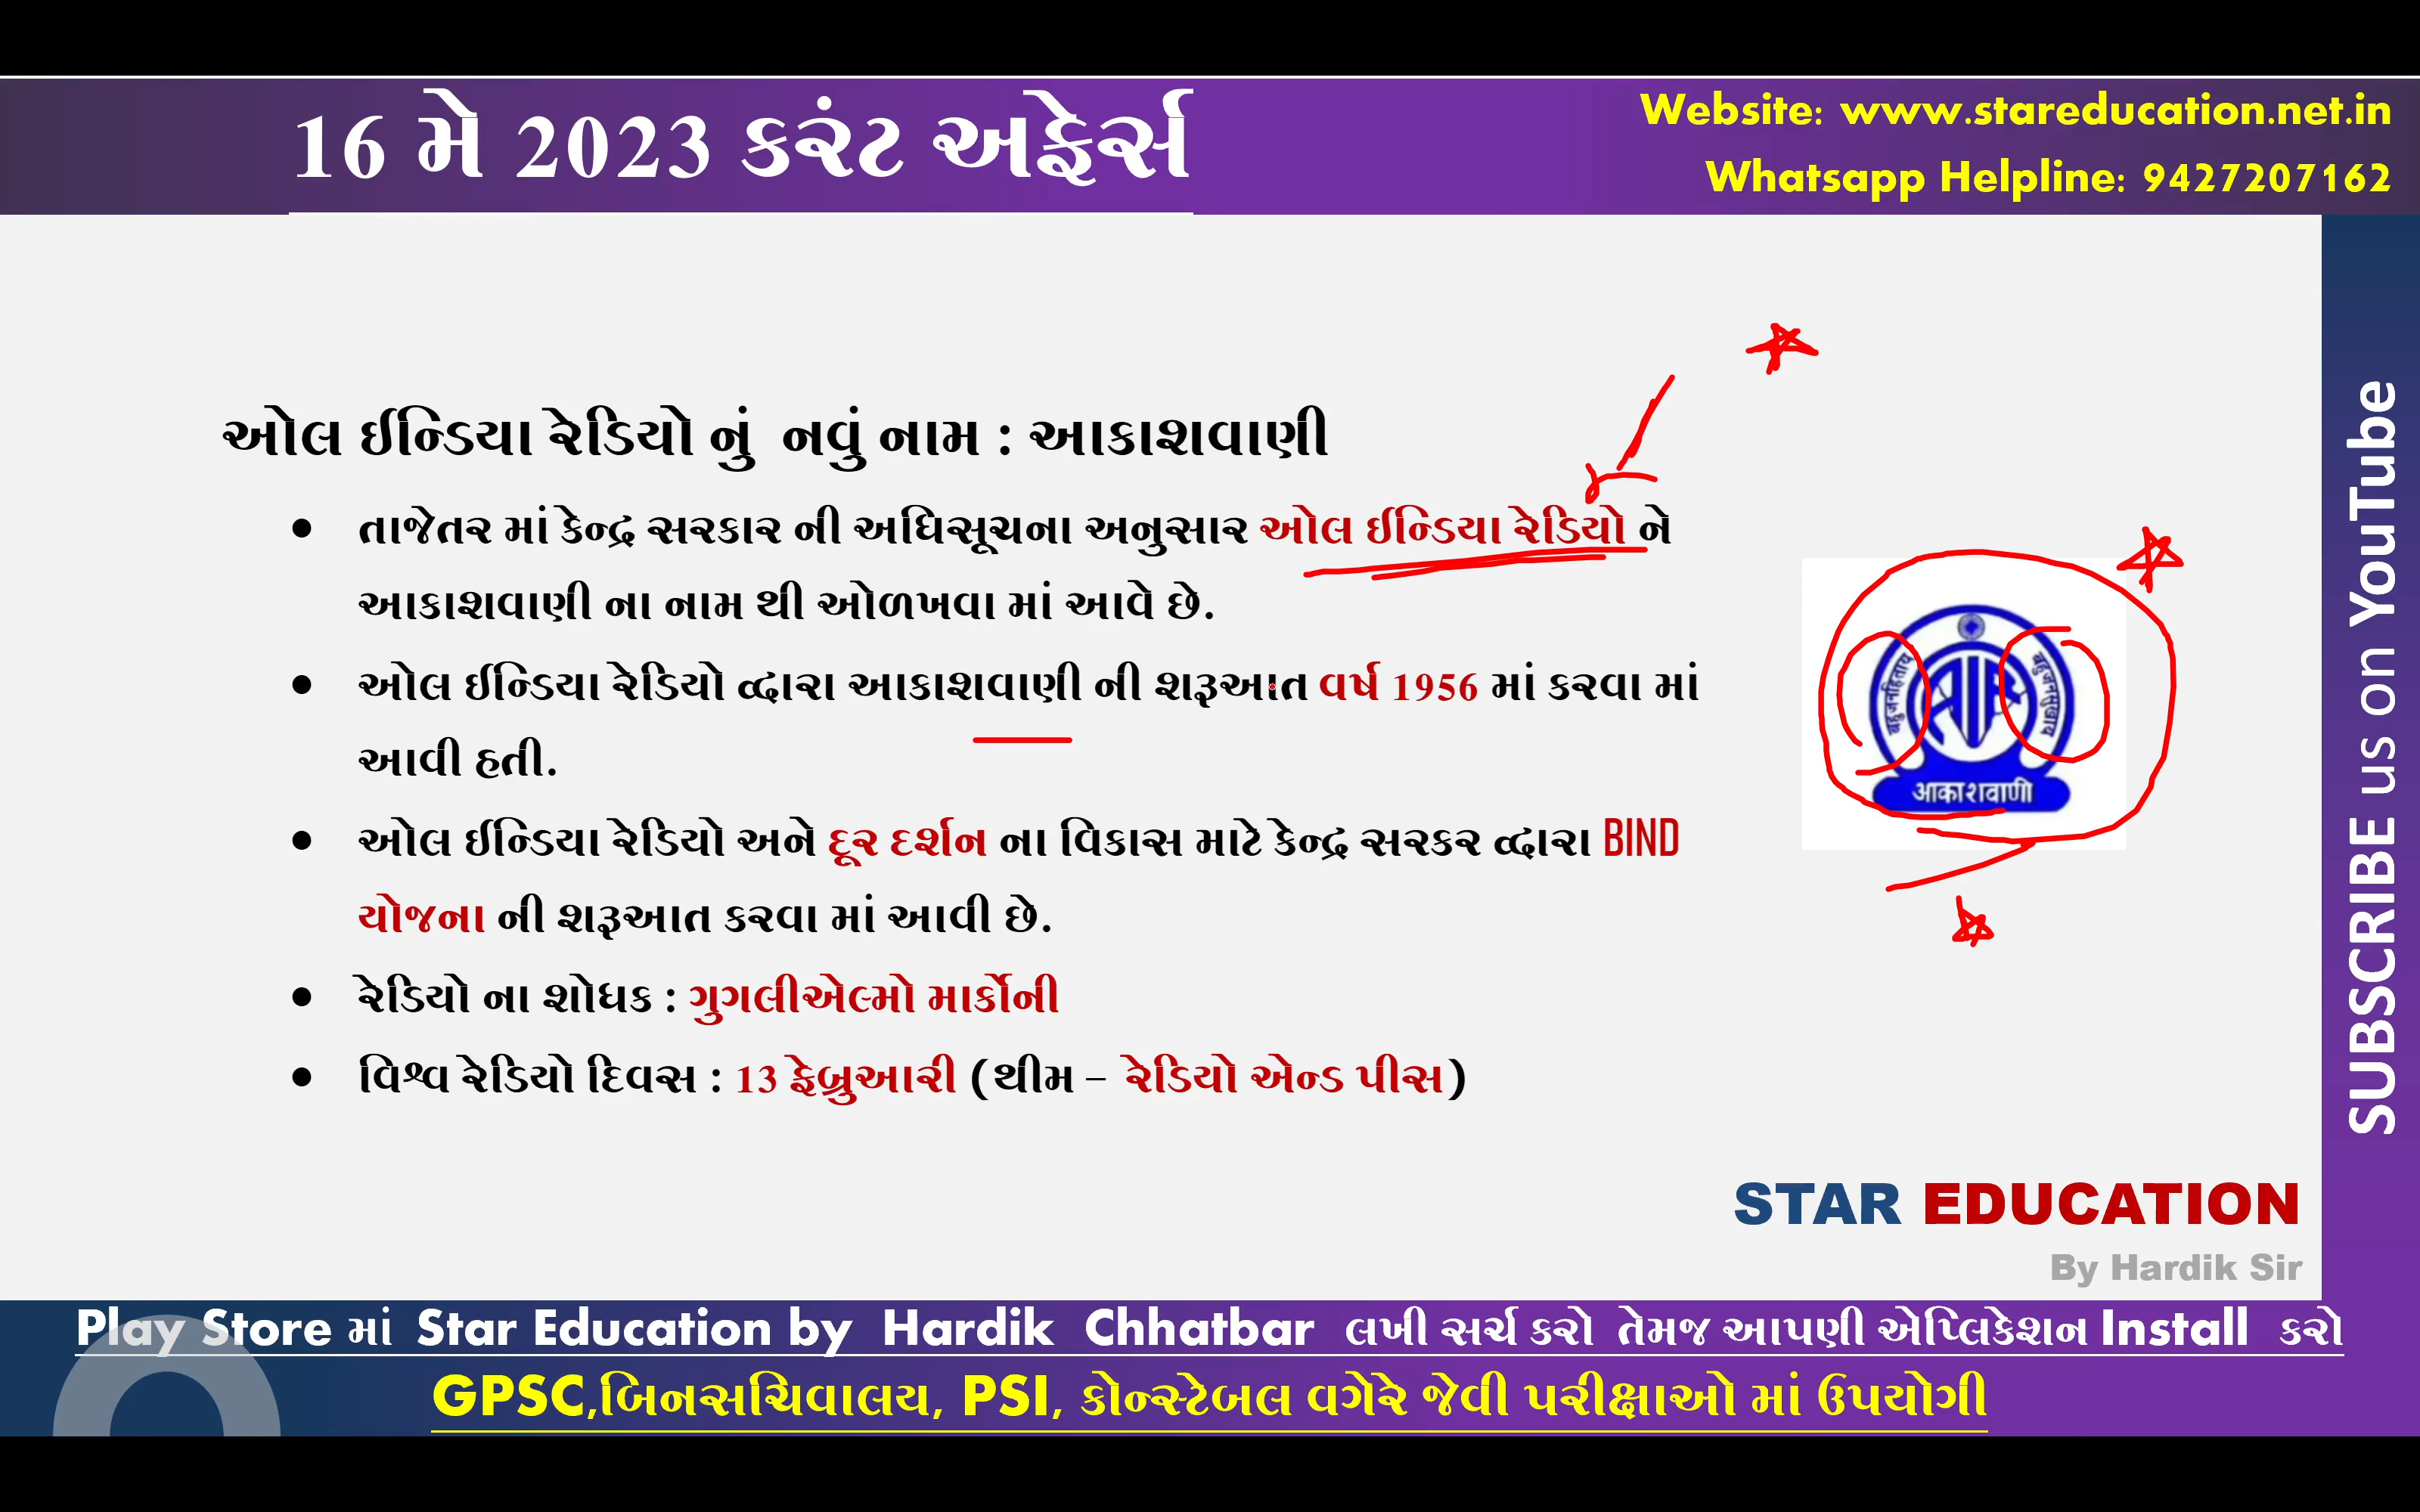 16 મે 2023 કરંટ અફેર્સ
Website: www.stareducation.net.in
Whatsapp Helpline: 9427207162
ઓલ ઈન્ડિયા રેડિયો નું નવું નામ : આકાશવાણી
• તાજેતર માં કેન્દ્ર સરકાર ની અધિસૂચના અનુસાર ઓલ ઈન્ડિયા રેડિયો ને
આકાશવાણી ના નામ થી ઓળખવા માં આવે છે.
• ઓલ ઈન્ડિયા રેડિયો દ્વારા આકાશવાણી ની શરૂઆત વર્ષ 1956 માં કરવા માં
આવી હતી.
• ઓલ ઈન્ડિયા રેડિયો અને દૂર દર્શન ના વિકાસ માટે કેન્દ્ર સરકર દ્વારા BIND
યોજના ની શરૂઆત કરવા માં આવી છે.
• રેડિયો ના શોધક : ગુગલીએલ્મો માર્કોની
• વિશ્વ રેડિયો દિવસ : 13 ફેબ્રુઆરી (થીમ – રેડિયો એન્ડ પીસ)
बहुजनहिताय
बहुजनसुखाय
आकाशवाणी
SUBSCRIBE us on YouTube
STAR EDUCATION
By Hardik Sir
Play Store માં Star Education by Hardik Chhatbar લખી સર્ચ કરો તેમજ આપણી એપ્લિકેશન Install કરો
GPSC,બિનસચિવાલય, PSI, કોન્સ્ટેબલ વગેરે જેવી પરીક્ષાઓ માં ઉપયોગી